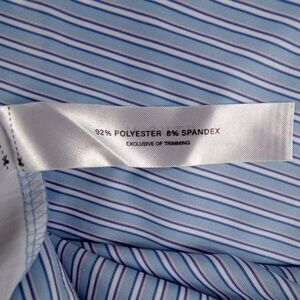 92% POLYESTER 8% SPANDEX
EXCLUSIVE OF TRIMMING